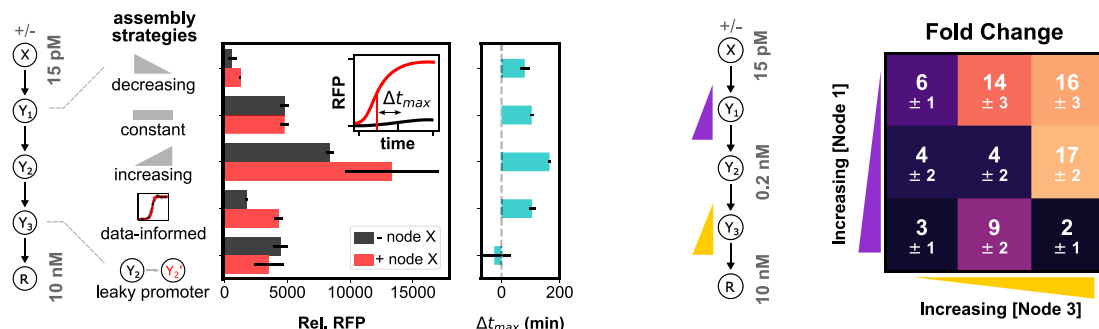 +/-
X
15 pM
Y1
Y2
Y3
R
10 nM
assembly
strategies
decreasing
constant
increasing
data-informed
Y2 Y2'
leaky promoter
RFP
Δtmax
time
- node X
+ node X
0 5000 10000 15000
Rel. RFP
0 200
Δtmax (min)
+/-
X
15 pM
Y1
Y2
0.2 nM
Y3
R
10 nM
Fold Change
Increasing [Node 1]
6 14 16
± 1 ± 3 ± 3
4 4 17
± 2 ± 2 ± 2
3 9 2
± 1 ± 2 ± 1
Increasing [Node 3]